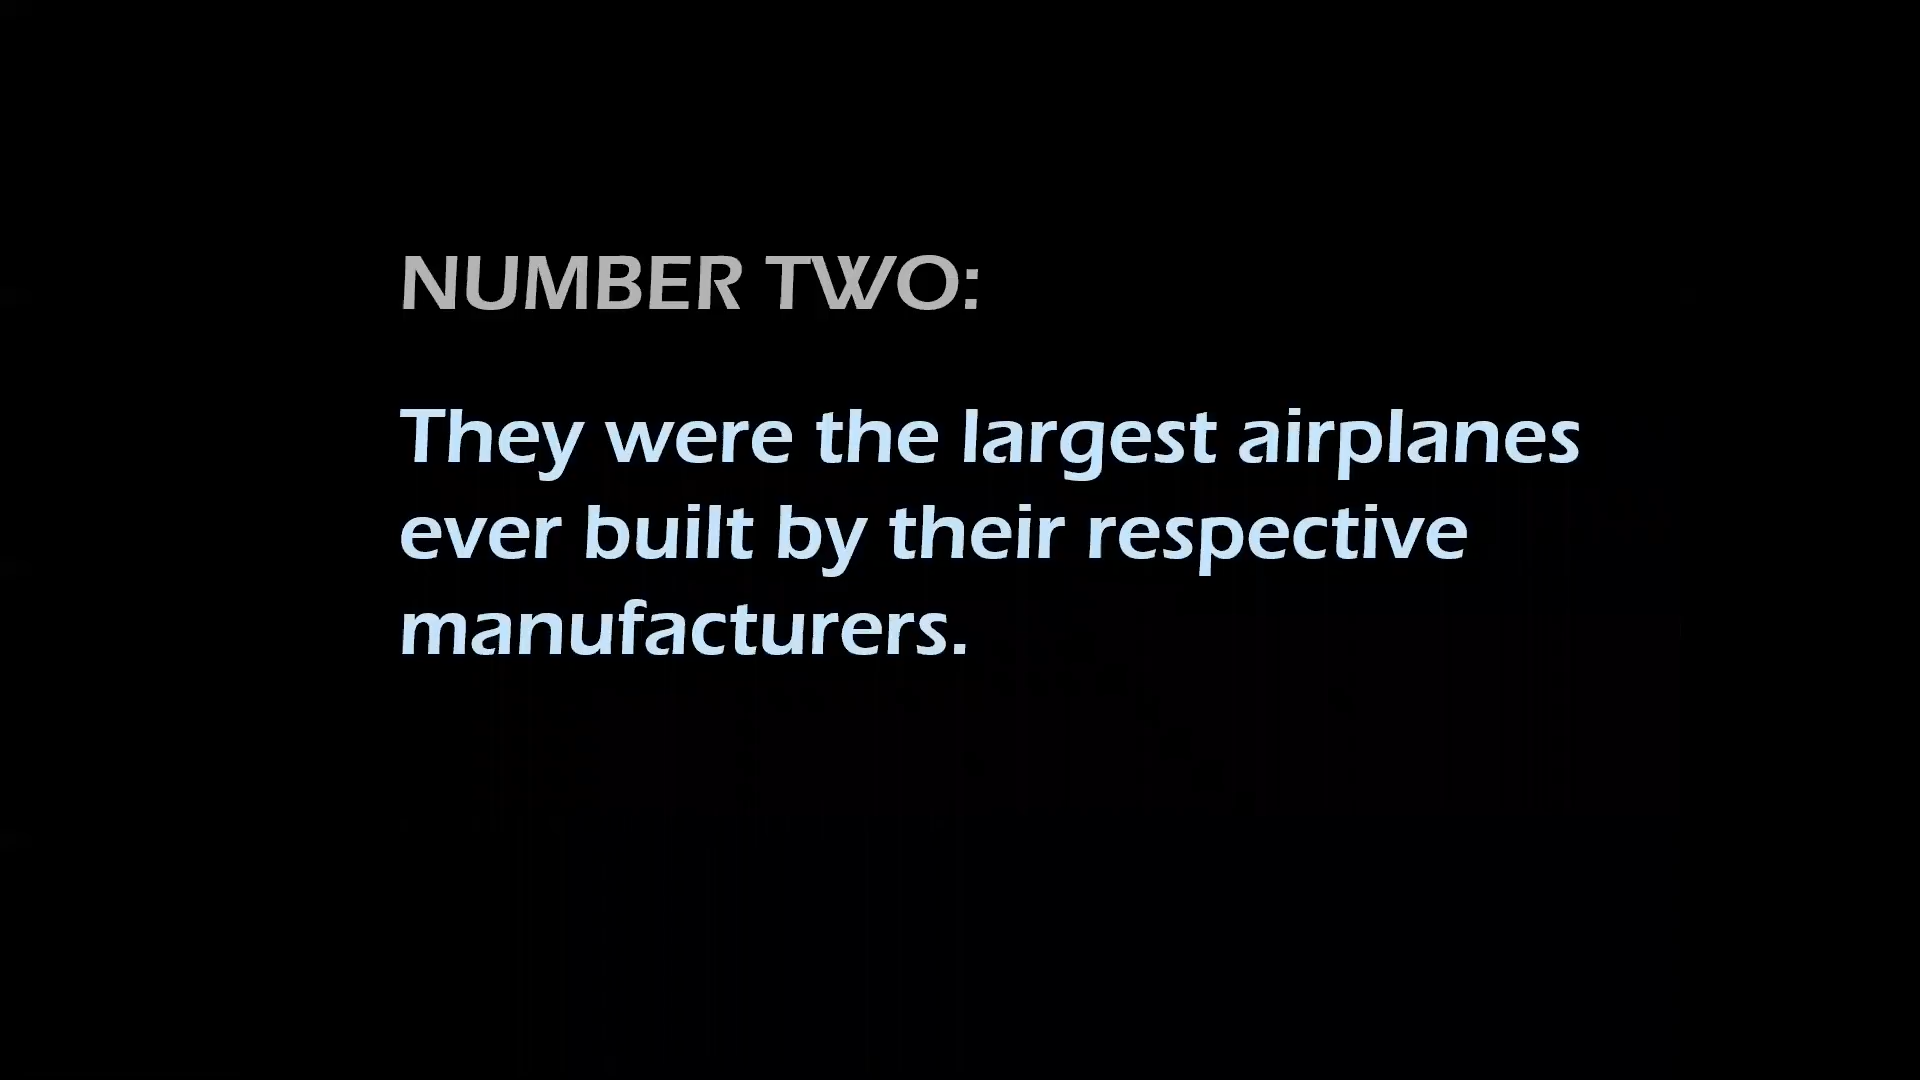 NUMBER TWO:
They were the largest airplanes
ever built by their respective
manufacturers.